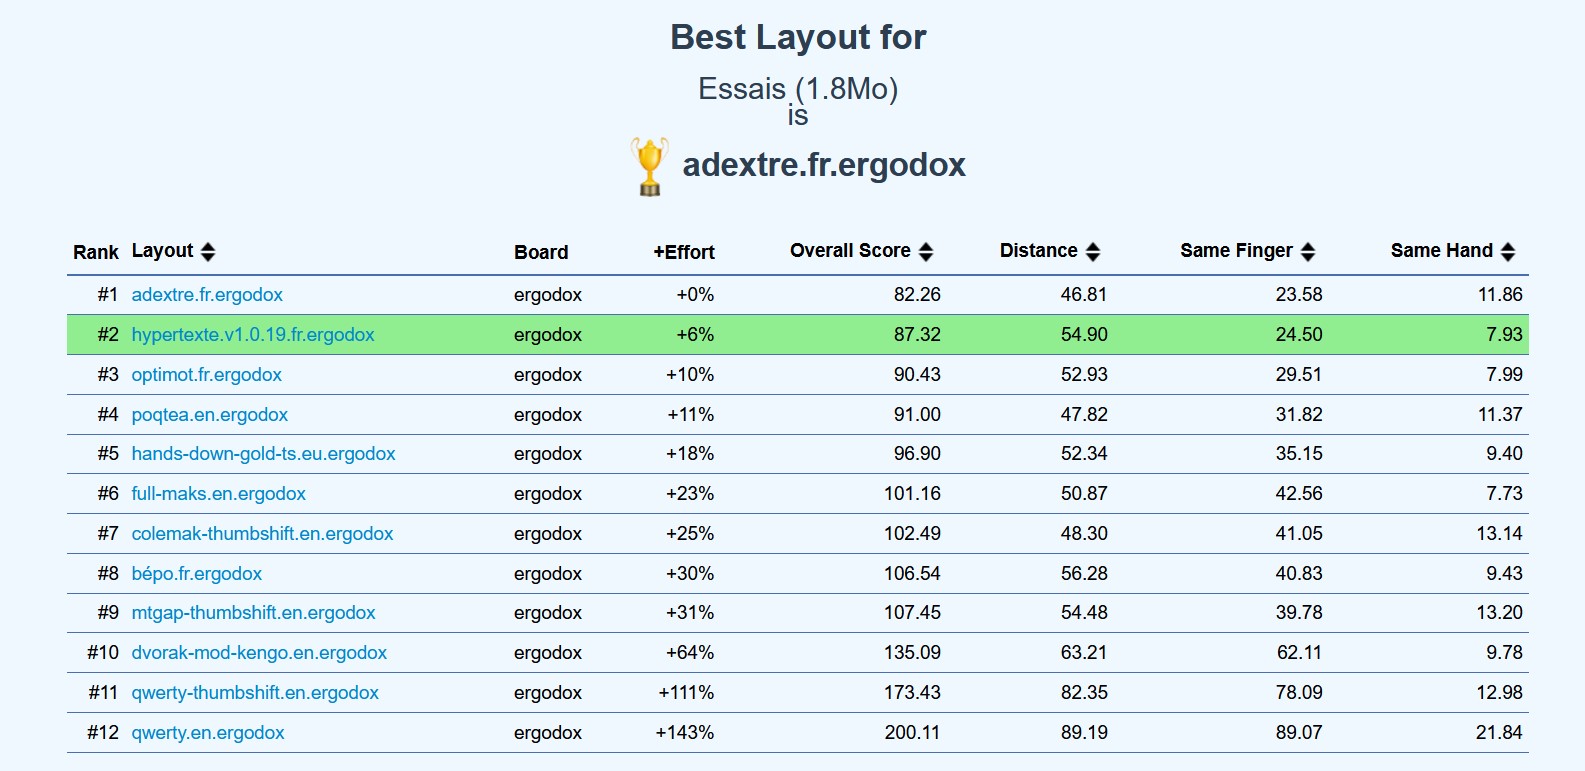 Best Layout for
Essais (1.8Mo)
is
adextre.fr.ergodox
Rank Layout Board +Effort Overall Score Distance Same Finger Same Hand
#1 adextre.fr.ergodox ergodox +0% 82.26 46.81 23.58 11.86
#2 hypertexte.v1.0.19.fr.ergodox ergodox +6% 87.32 54.90 24.50 7.93
#3 optimot.fr.ergodox ergodox +10% 90.43 52.93 29.51 7.99
#4 poqtea.en.ergodox ergodox +11% 91.00 47.82 31.82 11.37
#5 hands-down-gold-ts.eu.ergodox ergodox +18% 96.90 52.34 35.15 9.40
#6 full-maks.en.ergodox ergodox +23% 101.16 50.87 42.56 7.73
#7 colemak-thumbshift.en.ergodox ergodox +25% 102.49 48.30 41.05 13.14
#8 bépo.fr.ergodox ergodox +30% 106.54 56.28 40.83 9.43
#9 mtgap-thumbshift.en.ergodox ergodox +31% 107.45 54.48 39.78 13.20
#10 dvorak-mod-kengo.en.ergodox ergodox +64% 135.09 63.21 62.11 9.78
#11 qwerty-thumbshift.en.ergodox ergodox +111% 173.43 82.35 78.09 12.98
#12 qwerty.en.ergodox ergodox +143% 200.11 89.19 89.07 21.84